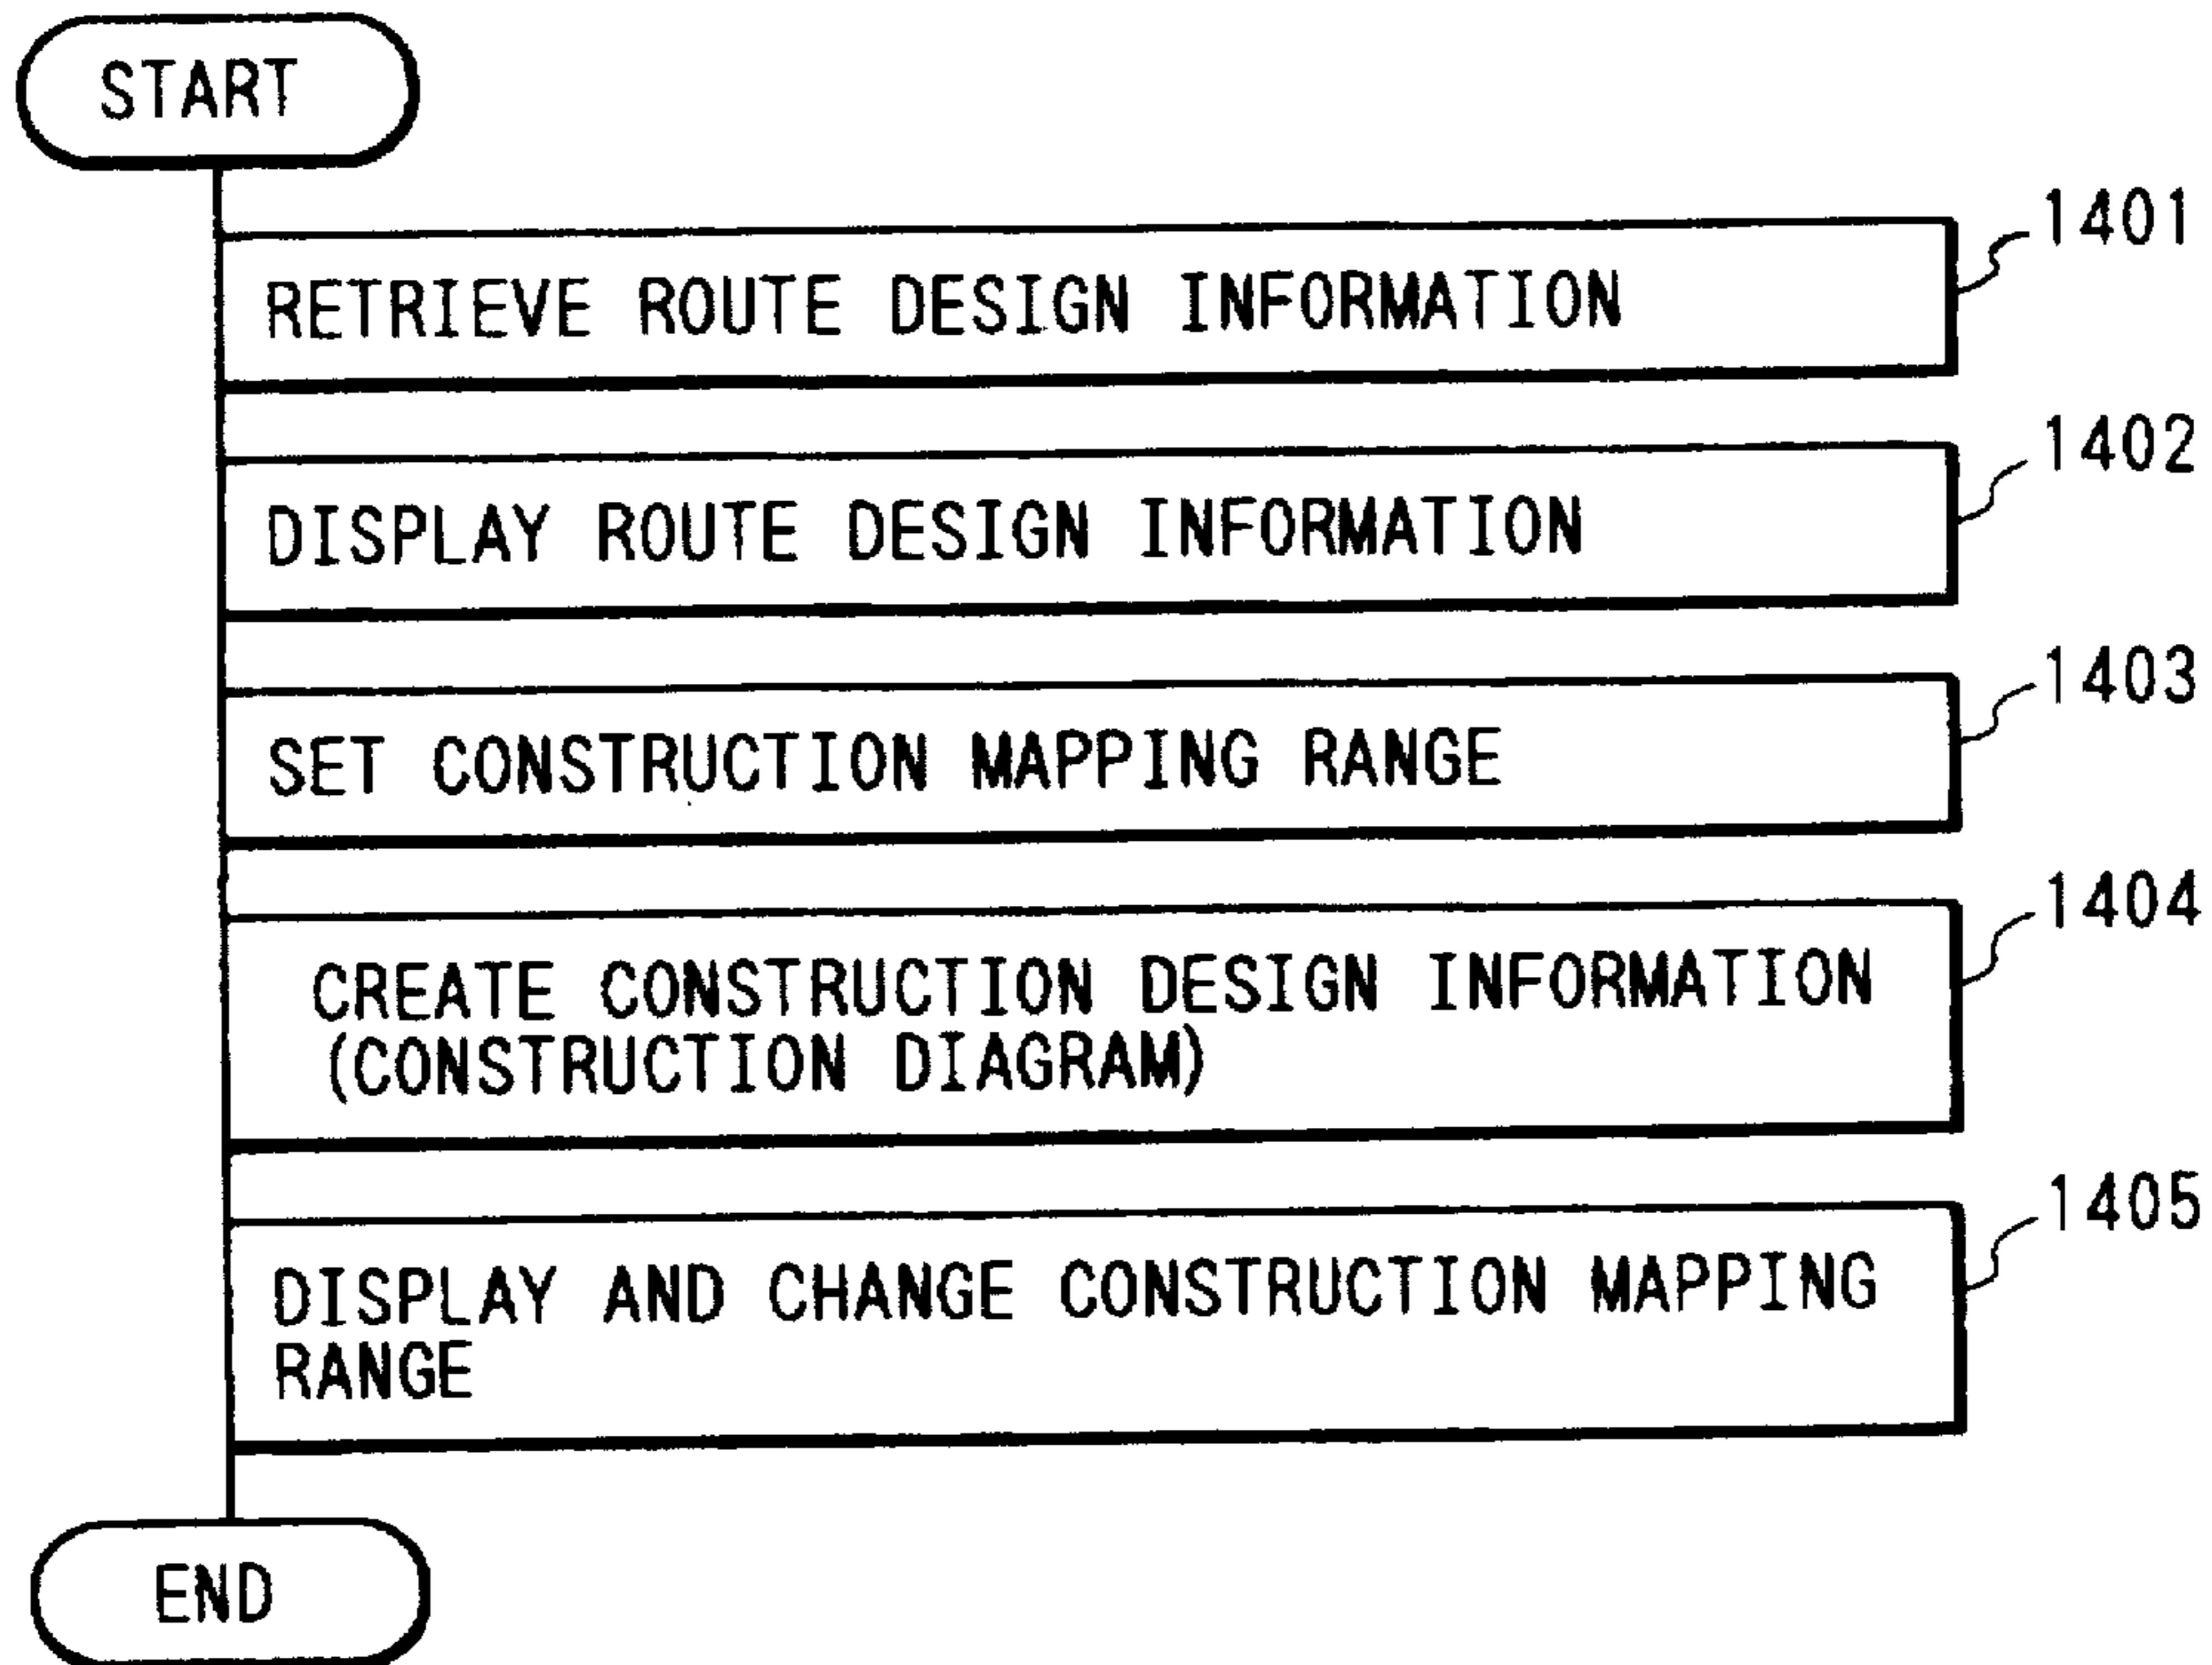 START
1401
RETRIEVE ROUTE DESIGN INFORMATION
1402
DISPLAY ROUTE DESIGN INFORMATION
1403
SET CONSTRUCTION MAPPING RANGE
1404
CREATE CONSTRUCTION DESIGN INFORMATION
(CONSTRUCTION DIAGRAM)
1405
DISPLAY AND CHANGE CONSTRUCTION MAPPING
RANGE
END